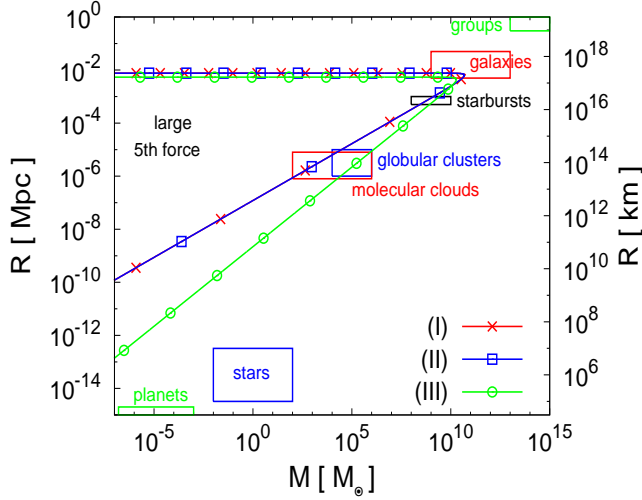 groups
10^0
10^-2
10^-4
10^-6
10^-8
10^-10
10^-12
10^-14
R [ Mpc ]
galaxies
starbursts
large
5th force
globular clusters
molecular clouds
(I)
(II)
(III)
stars
planets
10^18
10^16
10^14
10^12
10^10
10^8
10^6
R [ km ]
10^-5
10^0
10^5
10^10
10^15
M [ M☉ ]